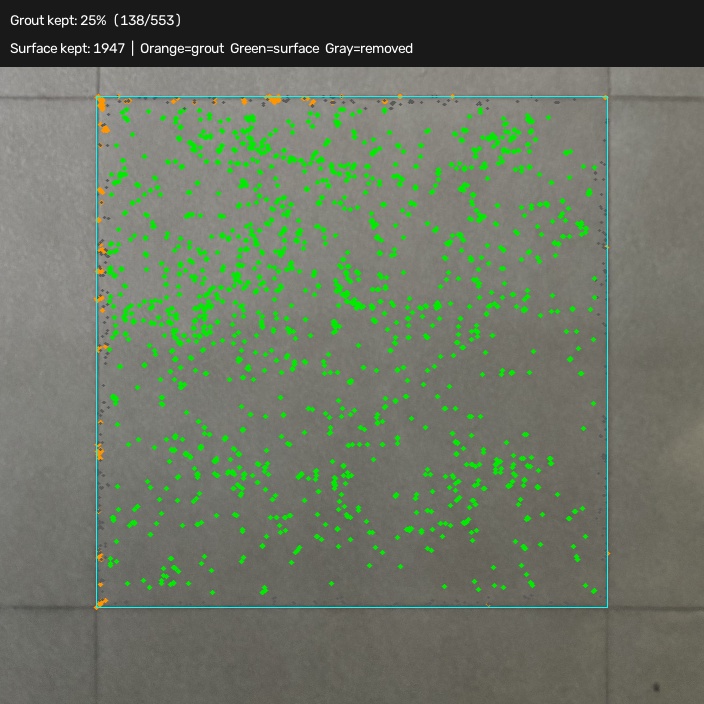 Grout kept: 25%  (138/553)
Surface kept: 1947 | Orange=grout  Green=surface  Gray=removed